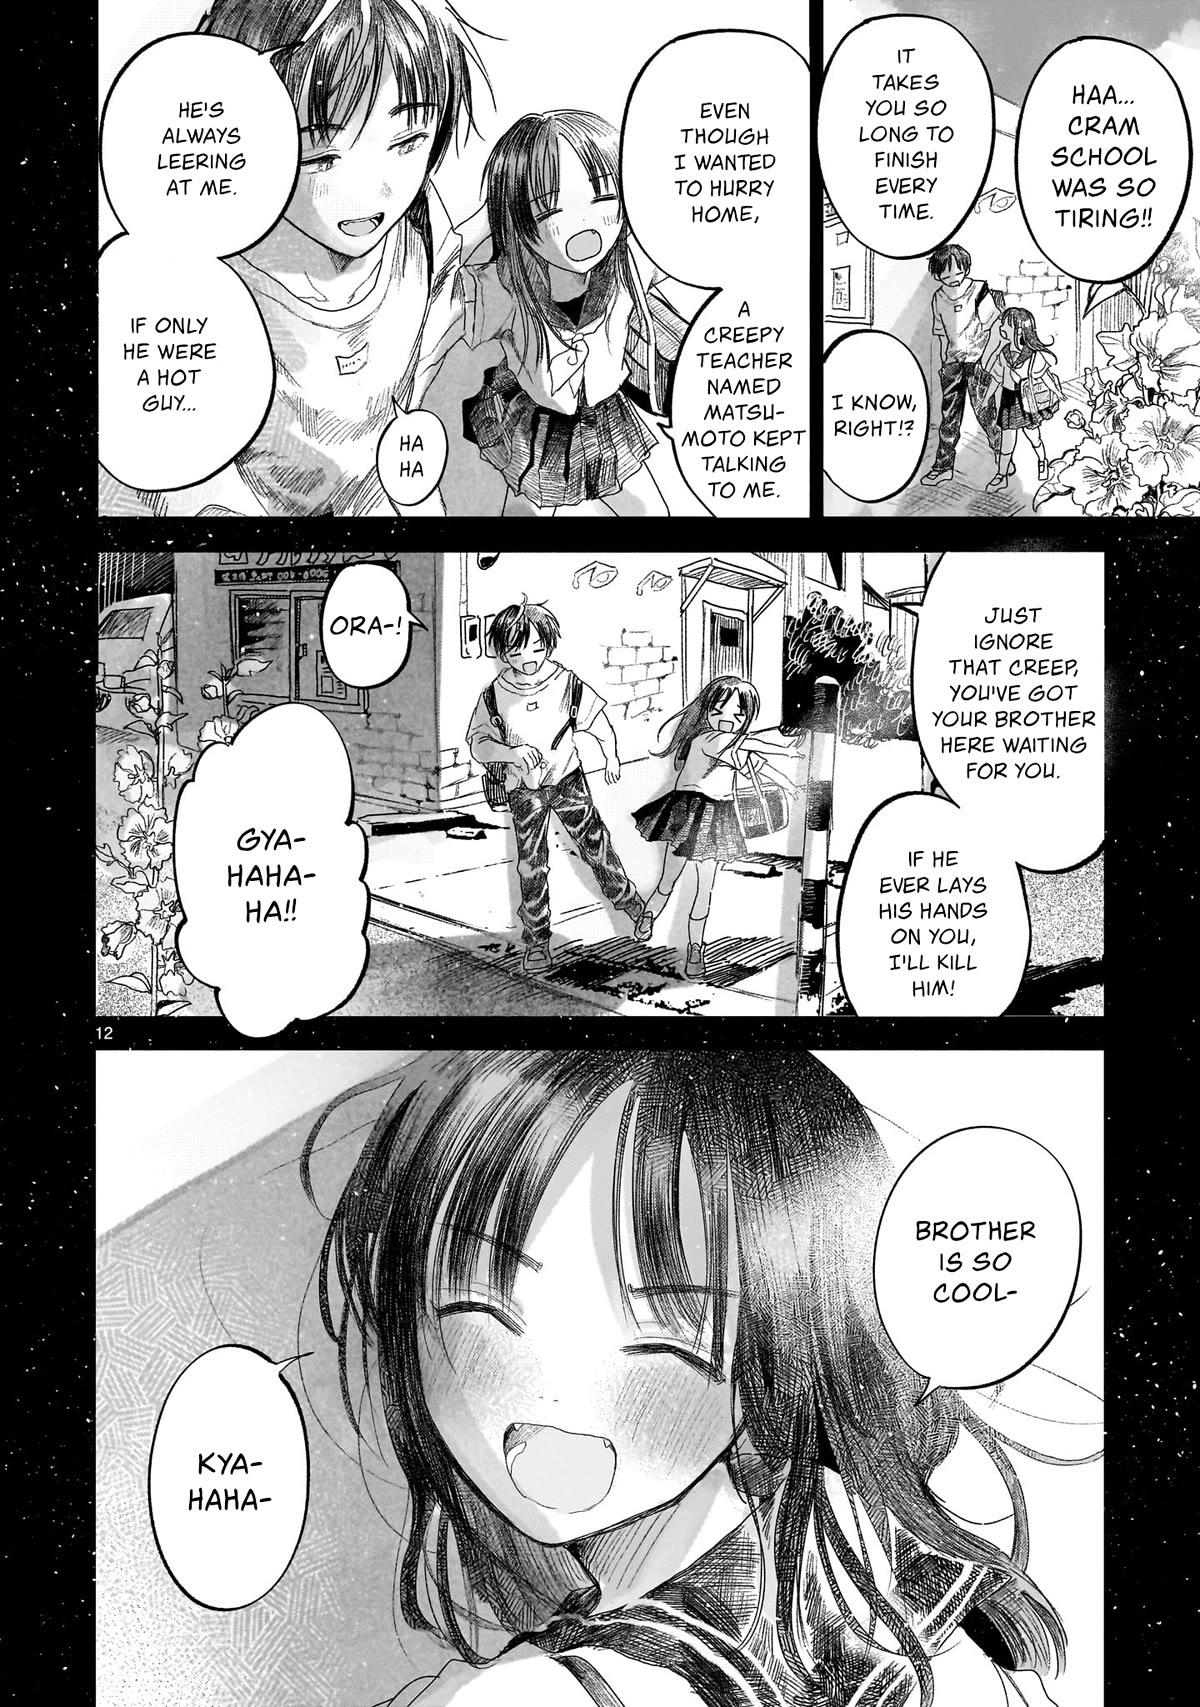 HAA...
CRAM
SCHOOL
WAS SO
TIRING!!
IT
TAKES
YOU SO
LONG TO
FINISH
EVERY
TIME.
I KNOW,
RIGHT!?
EVEN
THOUGH
I WANTED
TO HURRY
HOME,
A
CREEPY
TEACHER
NAMED
MATSU-
MOTO KEPT
TALKING
TO ME.
HE'S
ALWAYS
LEERING
AT ME.
IF ONLY
HE WERE
A HOT
GUY...
HA
HA
JUST
IGNORE
THAT CREEP,
YOU'VE GOT
YOUR BROTHER
HERE WAITING
FOR YOU.
IF HE
EVER LAYS
HIS HANDS
ON YOU,
I'LL KILL
HIM!
ORA-!
GYA-
HAHA-
HA!!
12
BROTHER
IS SO
COOL-
KYA-
HAHA-